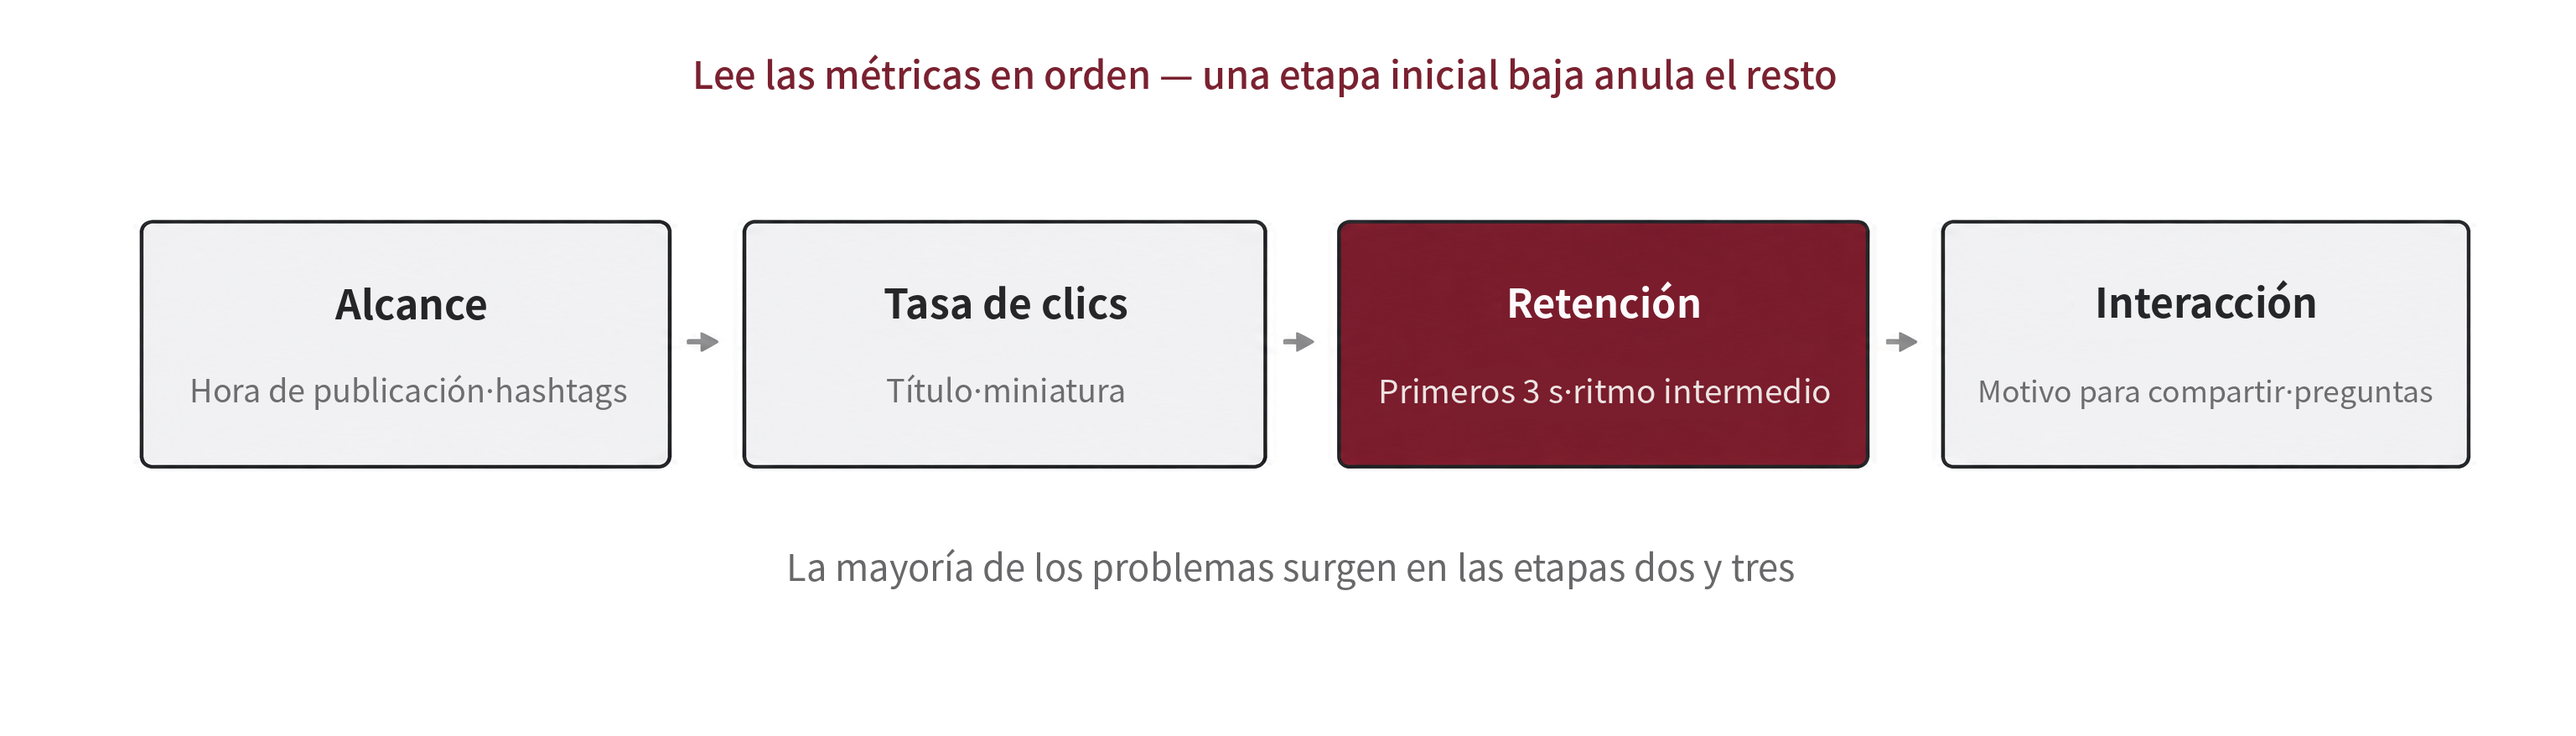 Lee las métricas en orden — una etapa inicial baja anula el resto
Alcance
Hora de publicación·hashtags
Tasa de clics
Título·miniatura
Retención
Primeros 3 s·ritmo intermedio
Interacción
Motivo para compartir·preguntas
La mayoría de los problemas surgen en las etapas dos y tres